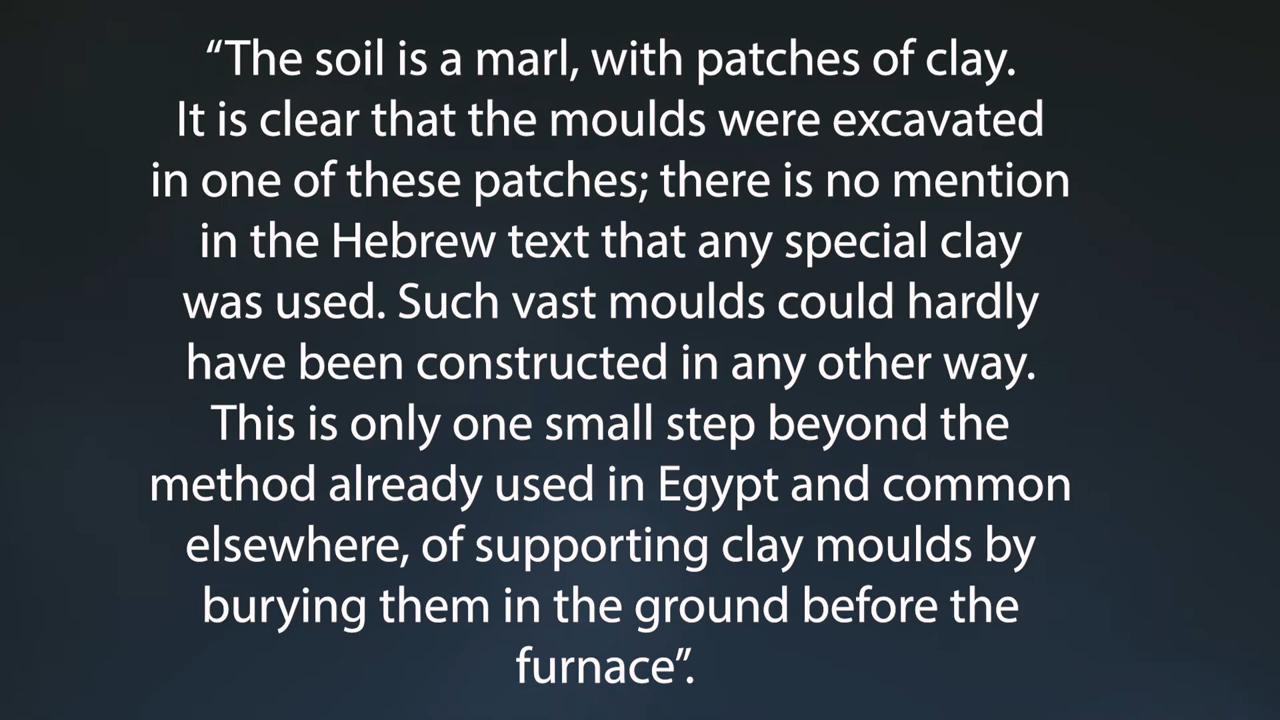 “The soil is a marl, with patches of clay.
It is clear that the moulds were excavated
in one of these patches; there is no mention
in the Hebrew text that any special clay
was used. Such vast moulds could hardly
have been constructed in any other way.
This is only one small step beyond the
method already used in Egypt and common
elsewhere, of supporting clay moulds by
burying them in the ground before the
furnace”.